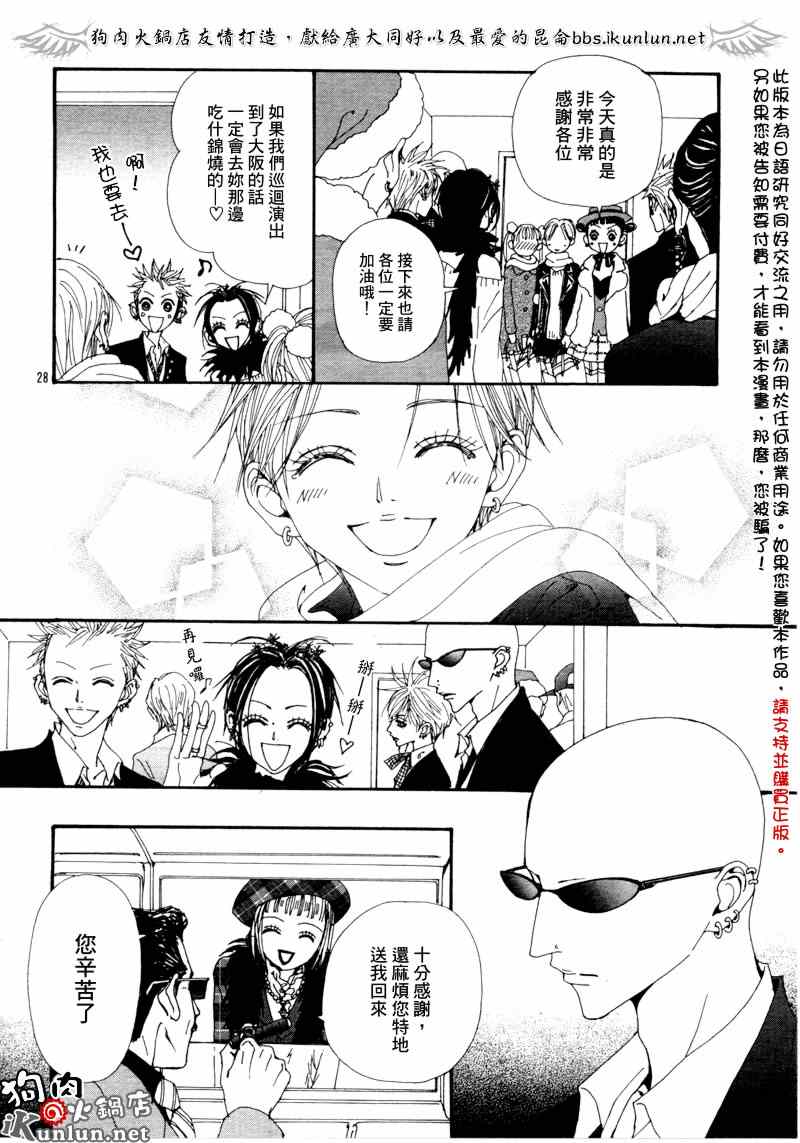 狗肉火鍋店友情打造，獻給廣大同好以及最愛的昆侖bbs.ikunlun.net
此版本為日語研究同好交流之用，請勿用於任何商業用途。如果您喜歡本作品，請支持並購買正版。
另如果您被告知需要付費，才能看到本漫畫，那麼，您被騙了！
今天真的是
非常非常
感謝各位
接下來也請
各位一定要
加油哦！
如果我們巡迴演出
到了大阪的話
一定會去妳那邊
吃什錦燒的—♡
啊！
我也要去—♡
28
再見囉♪
掰—掰—♡
十分感謝，
還麻煩您特地
送我回來
您
辛苦了
狗肉
火鍋店
iKunlun.net